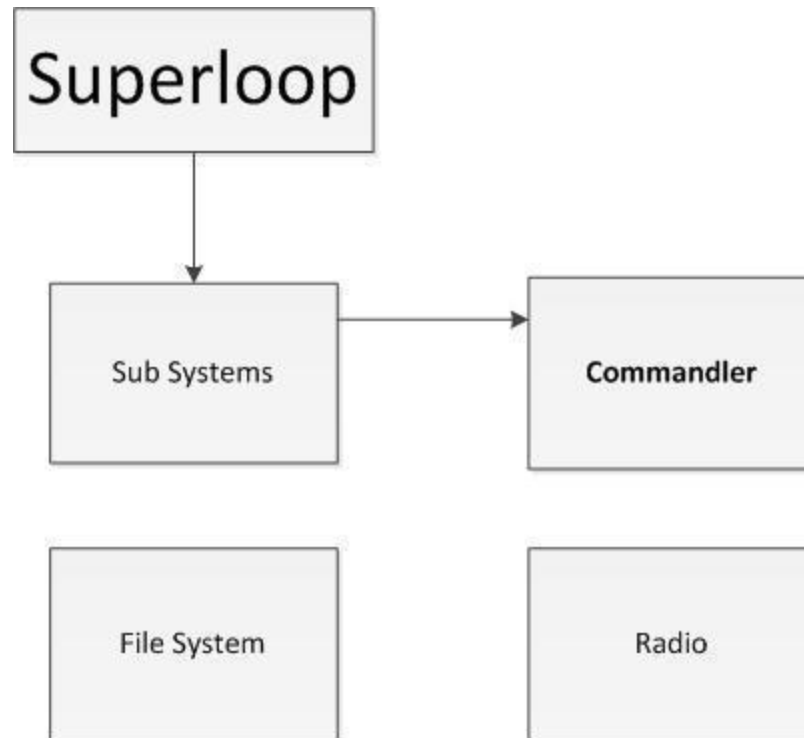 Superloop
Sub Systems
Commandler
File System
Radio